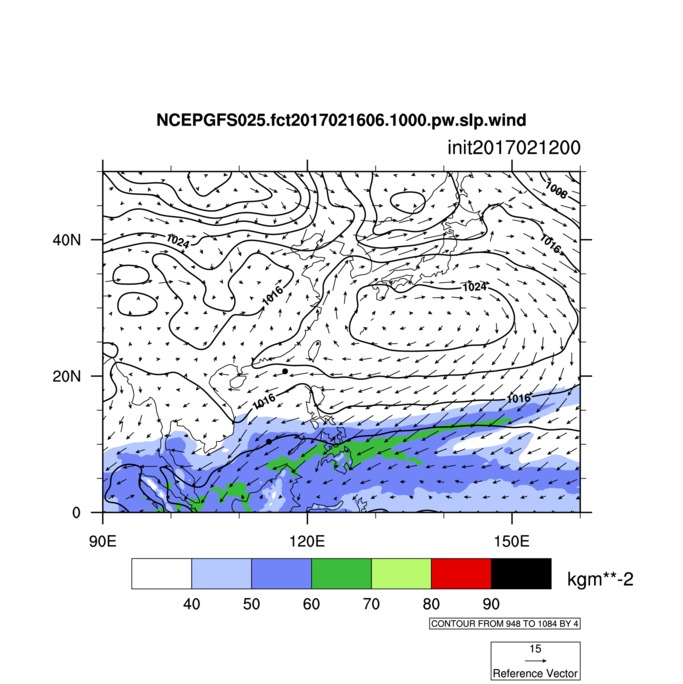 NCEPGFS025.fct2017021606.1000.pw.slp.wind
init2017021200
1008
40N
1024
1016
1016
1024
20N
1016
1016
0
90E 120E 150E
40 50 60 70 80 90 kgm**-2
CONTOUR FROM 948 TO 1084 BY 4
15
Reference Vector